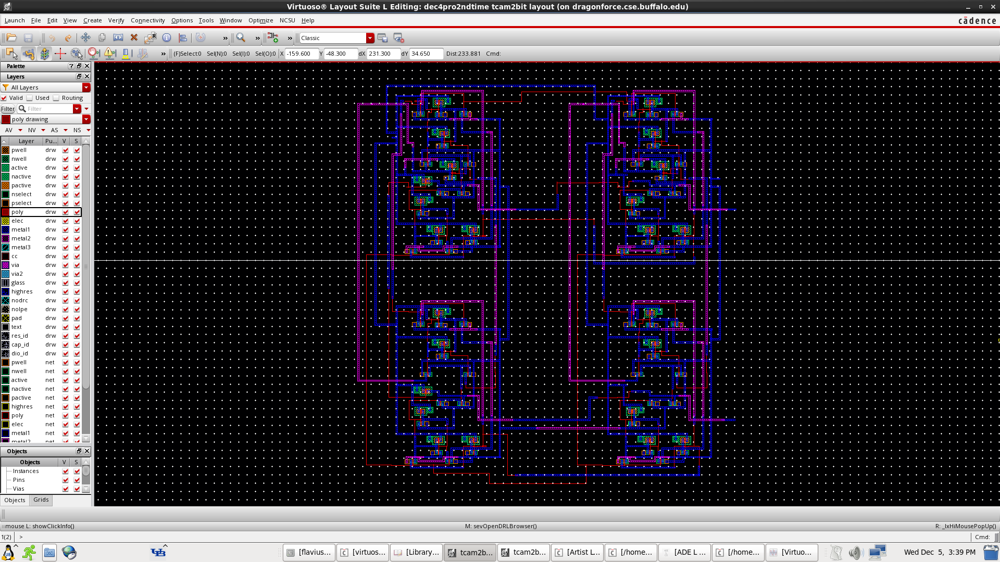 Virtuoso® Layout Suite L Editing: dec4pro2ndtime tcam2bit layout (on dragonforce.cse.buffalo.edu)
Launch File Edit View Create Verify Connectivity Options Tools Window Optimize NCSU Help
cādence
Classic
(F)Select:0 Sel(N):0 Sel(I):0 Sel(O):0 X -159.600 Y -48.300 dX 231.300 dY 34.650 Dist:233.881 Cmd:
Palette
Layers
All Layers
Valid Used Routing
Filter Filter
poly drawing
AV NV AS NS
Layer Pu... V S
pwell drw
nwell drw
active drw
nactive drw
pactive drw
nselect drw
pselect drw
poly drw
elec drw
metal1 drw
metal2 drw
metal3 drw
cc drw
via drw
via2 drw
glass drw
highres drw
nodrc drw
nolpe drw
pad drw
text drw
res_id drw
cap_id drw
dio_id drw
pwell net
nwell net
active net
nactive net
pactive net
highres net
poly net
elec net
metal1 net
metal2 net
Objects
Objects V S
Instances
Pins
Vias
Objects Grids
mouse L: showClickInfo()
M: sevOpenDRLBrowser()
R: _lxHiMousePopUp()
1(2) >
Cmd:
[flavius... [virtuos... [Library... tcam2b... tcam2b... [Artist L... [/home... [ADE L ... [/home... [Virtuo...
Wed Dec 5, 3:39 PM